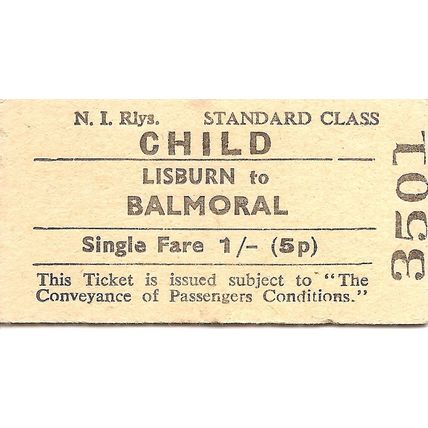 N. I. Rlys. STANDARD CLASS
CHILD
LISBURN to
BALMORAL
Single Fare 1/- (5p)
This Ticket is issued subject to "The
Conveyance of Passengers Conditions."
3501